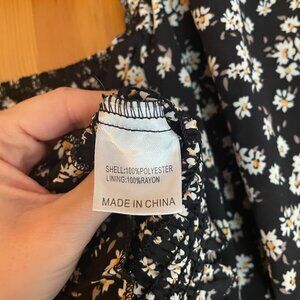 SHELL:100%POLYESTER
LINING:100%RAYON
MADE IN CHINA